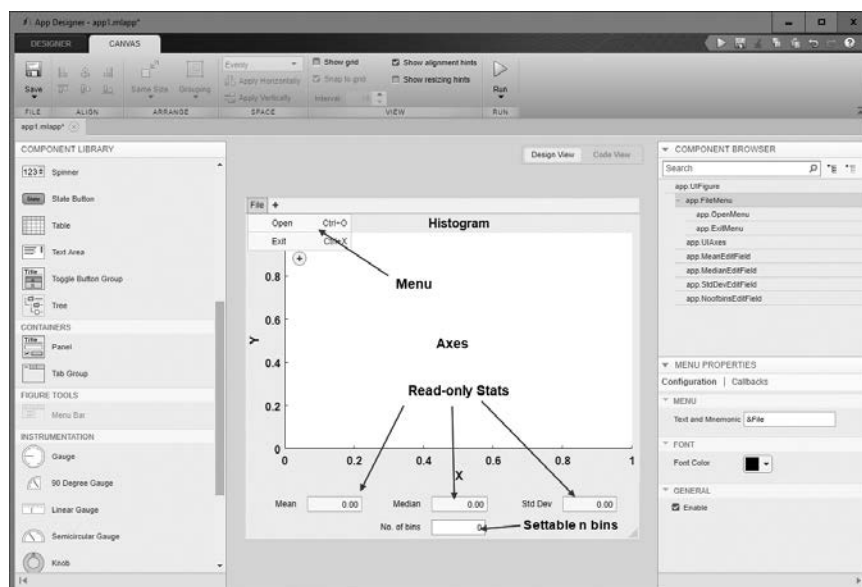 App Designer - app1.mlapp*
DESIGNER CANVAS
Save
Same Size Grouping
Evenly
Apply Horizontally
Apply Vertically
Show grid
Snap to grid
Interval:
Show alignment hints
Show resizing hints
Run
FILE ALIGN ARRANGE SPACE VIEW RUN
app1.mlapp*
COMPONENT LIBRARY
123 Spinner
State State Button
Table
Text Area
Title Toggle Button Group
Tree
CONTAINERS
Title Panel
Tab Group
FIGURE TOOLS
Menu Bar
INSTRUMENTATION
Gauge
90 Degree Gauge
Linear Gauge
Semicircular Gauge
Knob
Design View Code View
File +
Open Ctrl+O
Exit Ctrl+X
Histogram
Menu
0.8
0.6
0.4
0.2
0
Y
Axes
Read-only Stats
0 0.2 0.4 0.6 0.8 1
X
Mean 0.00 Median 0.00 Std Dev 0.00
No. of bins 0 Settable n bins
COMPONENT BROWSER
Search
app.UIFigure
app.FileMenu
app.OpenMenu
app.ExitMenu
app.UIAxes
app.MeanEditField
app.MedianEditField
app.StdDevEditField
app.NoofbinsEditField
MENU PROPERTIES
Configuration | Callbacks
MENU
Text and Mnemonic &File
FONT
Font Color
GENERAL
Enable